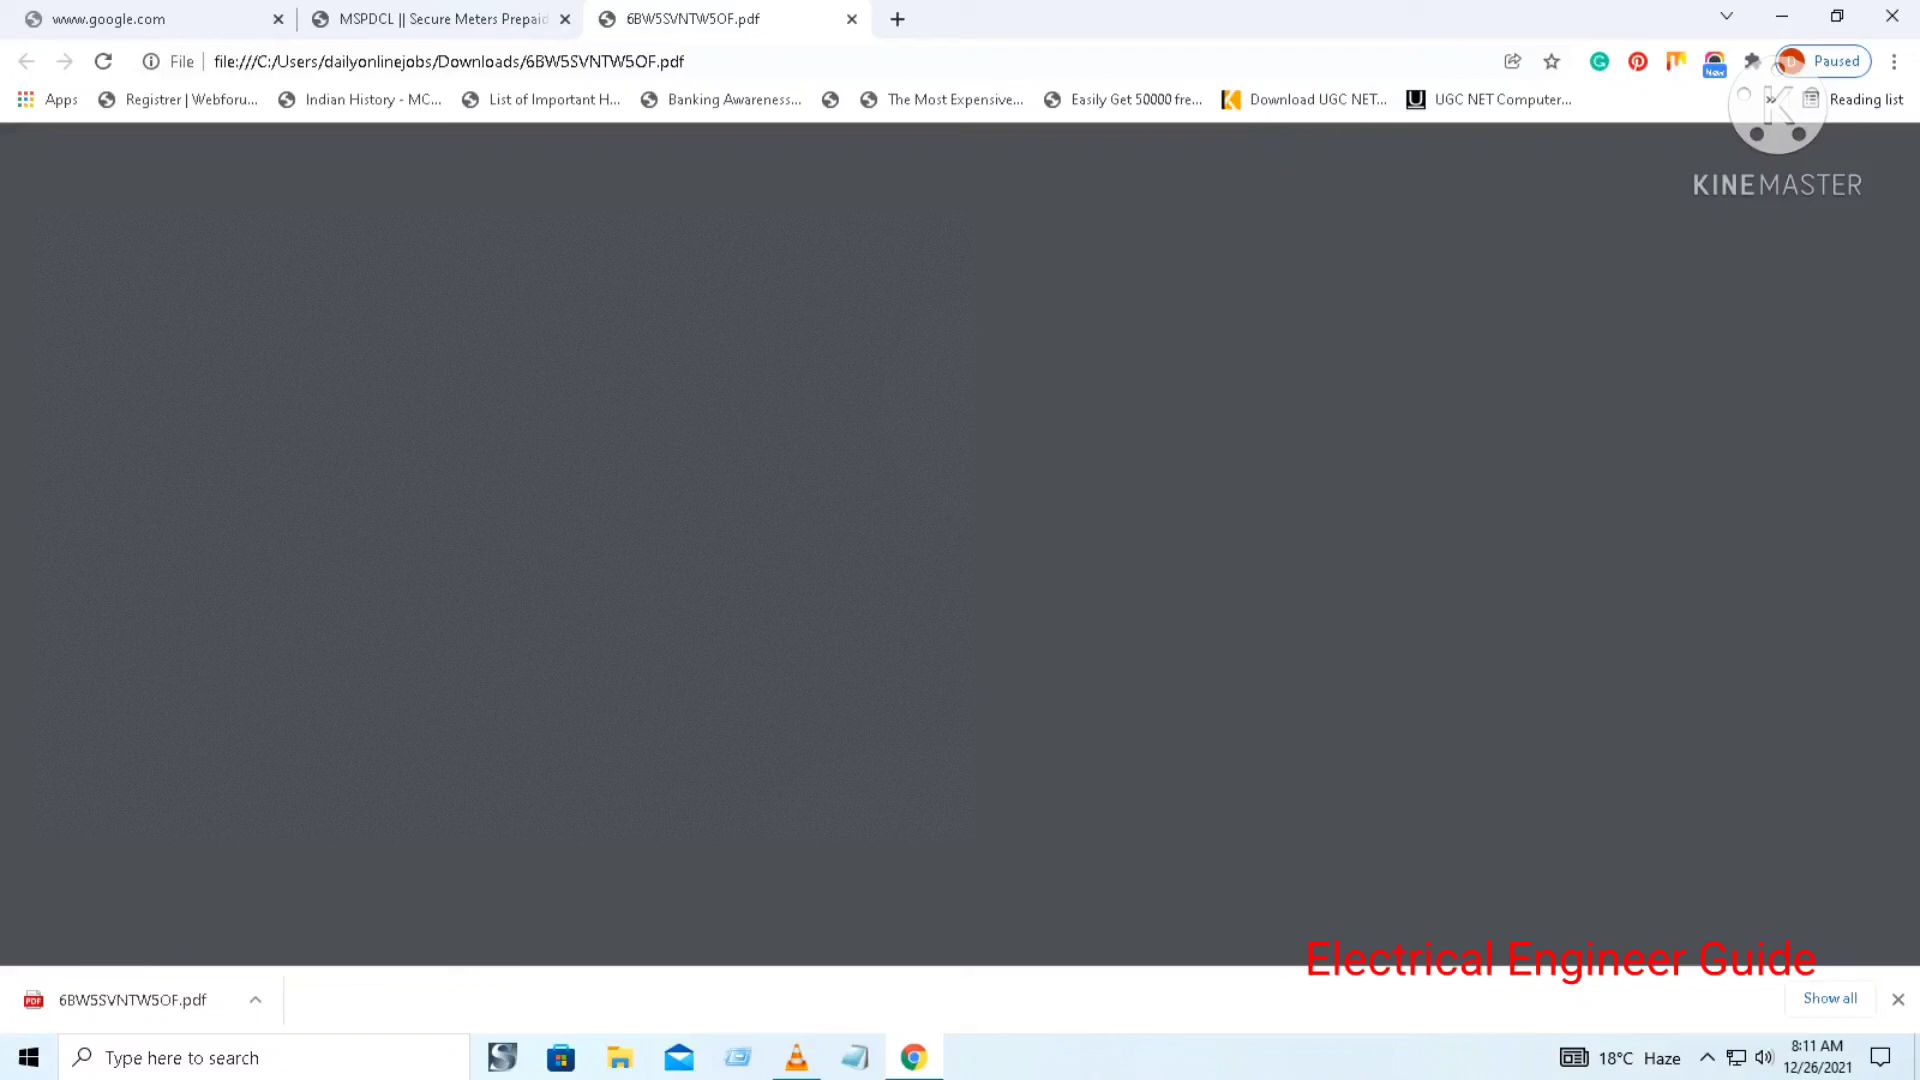 www.google.com
MSPDCL || Secure Meters Prepaid
6BW5SVNTW5OF.pdf
File
file:///C:/Users/dailyonlinejobs/Downloads/6BW5SVNTW5OF.pdf
New
D
Paused
Apps
Registrer | Webforu...
Indian History - MC...
List of Important H...
Banking Awareness...
The Most Expensive...
Easily Get 50000 fre...
Download UGC NET...
UGC NET Computer...
»
Reading list
K
KINEMASTER
Electrical Engineer Guide
PDF
6BW5SVNTW5OF.pdf
Show all
Type here to search
18°C Haze
8:11 AM
12/26/2021